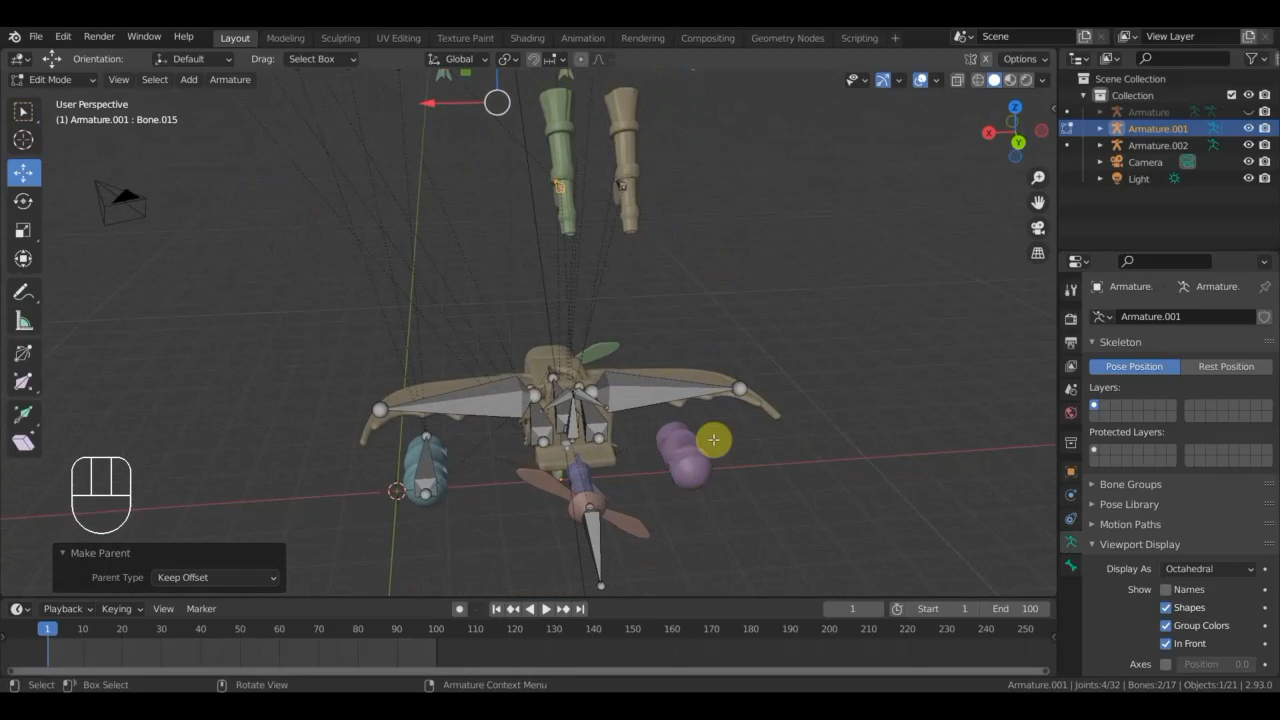 File Edit Render Window Help Layout Modeling Sculpting UV Editing Texture Paint Shading Animation Rendering Compositing Geometry Nodes Scripting + Scene View Layer
Orientation: Default Drag: Select Box Global X Options
Edit Mode View Select Add Armature
User Perspective
(1) Armature.001 : Bone.015
Z
X
Y
Scene Collection
Collection
Armature
Armature.001
Armature.002
Camera
Light
Armature. Armature.
Armature.001
Skeleton
Pose Position Rest Position
Layers:
Protected Layers:
Bone Groups
Pose Library
Motion Paths
Viewport Display
Display As Octahedral
Show Names
Shapes
Group Colors
In Front
Axes Position 0.0
Make Parent
Parent Type Keep Offset
Playback Keying View Marker 1 Start 1 End 100
1 10 20 30 40 50 60 70 80 90 100 110 120 130 140 150 160 170 180 190 200 210 220 230 240 250
Select Box Select Rotate View Armature Context Menu Armature.001 | Joints:4/32 | Bones:2/17 | Objects:1/21 | 2.93.0